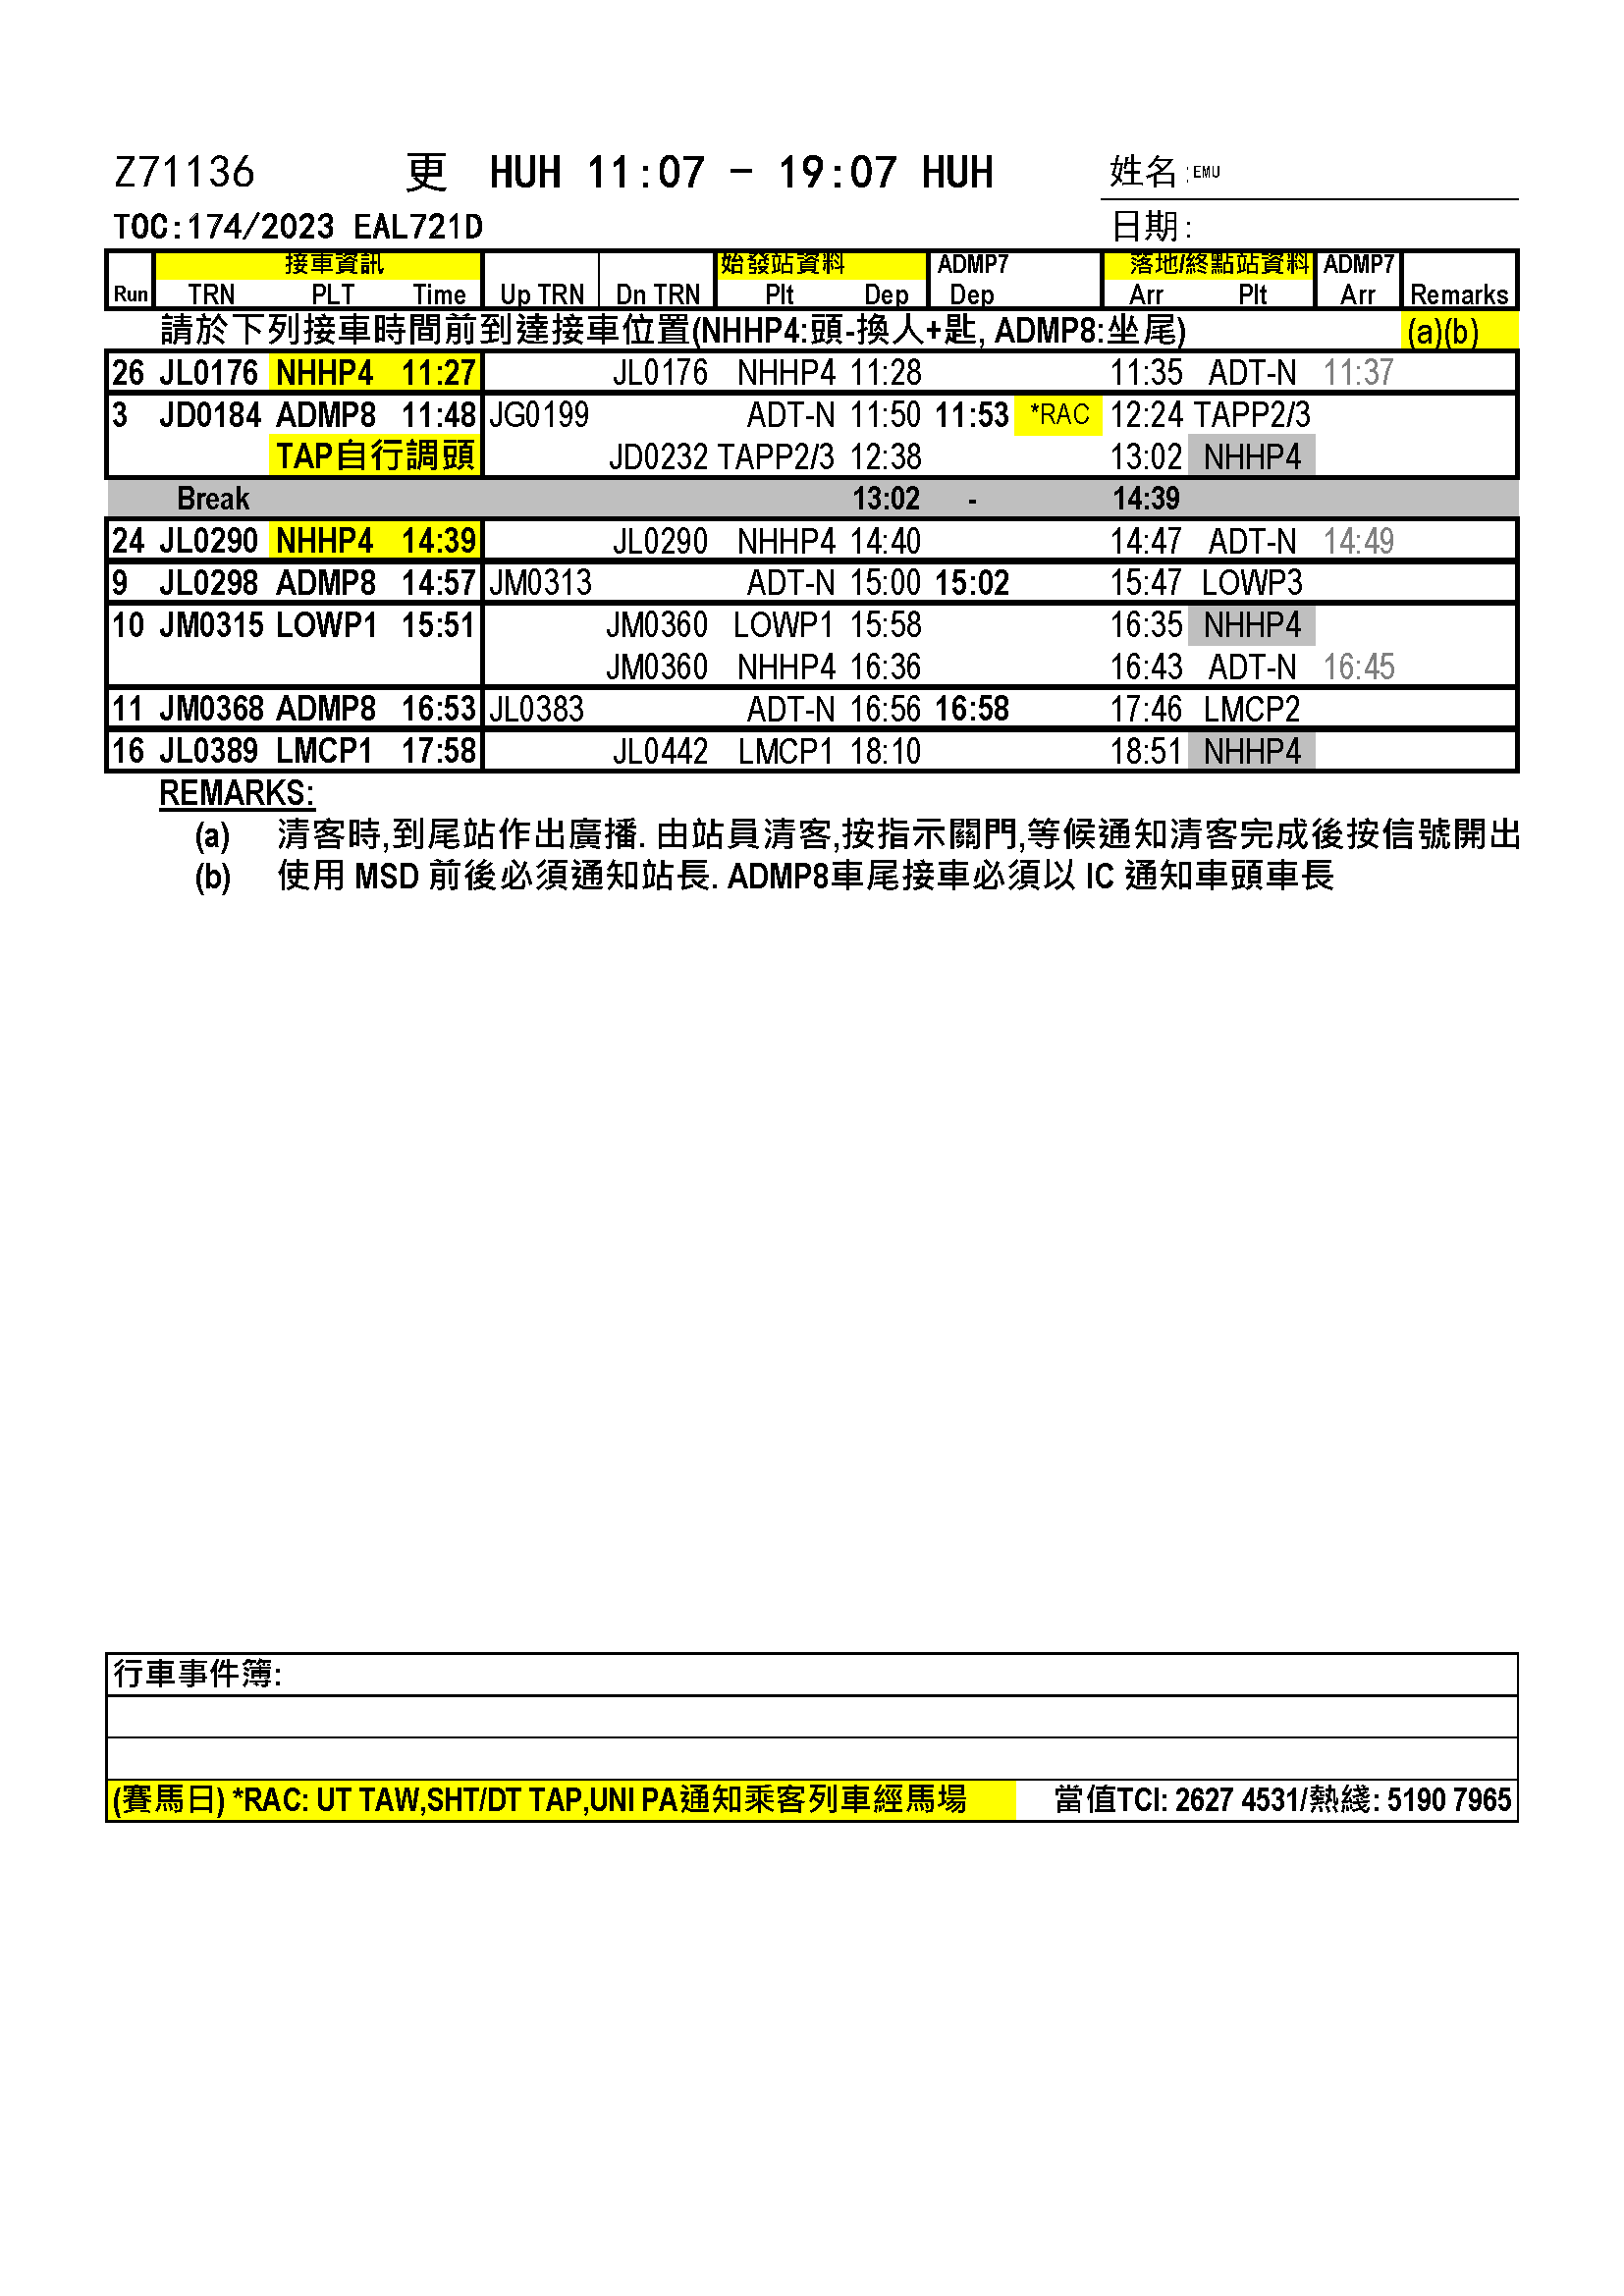 Z71136 更 HUH 11:07 - 19:07 HUH 姓名:EMU
TOC:174/2023 EAL721D 日期:
接車資訊 始發站資料 ADMP7 落地/終點站資料 ADMP7
Run TRN PLT Time Up TRN Dn TRN Plt Dep Dep Arr Plt Arr Remarks
請於下列接車時間前到達接車位置(NHHP4:頭-換人+匙, ADMP8:坐尾) (a)(b)
26 JL0176 NHHP4 11:27 JL0176 NHHP4 11:28 11:35 ADT-N 11:37
3 JD0184 ADMP8 11:48 JG0199 ADT-N 11:50 11:53 *RAC 12:24 TAPP2/3
TAP自行調頭 JD0232 TAPP2/3 12:38 13:02 NHHP4
Break 13:02 - 14:39
24 JL0290 NHHP4 14:39 JL0290 NHHP4 14:40 14:47 ADT-N 14:49
9 JL0298 ADMP8 14:57 JM0313 ADT-N 15:00 15:02 15:47 LOWP3
10 JM0315 LOWP1 15:51 JM0360 LOWP1 15:58 16:35 NHHP4
JM0360 NHHP4 16:36 16:43 ADT-N 16:45
11 JM0368 ADMP8 16:53 JL0383 ADT-N 16:56 16:58 17:46 LMCP2
16 JL0389 LMCP1 17:58 JL0442 LMCP1 18:10 18:51 NHHP4
REMARKS:
(a) 清客時,到尾站作出廣播. 由站員清客,按指示關門,等候通知清客完成後按信號開出
(b) 使用 MSD 前後必須通知站長. ADMP8車尾接車必須以 IC 通知車頭車長
行車事件簿:
(賽馬日) *RAC: UT TAW,SHT/DT TAP,UNI PA通知乘客列車經馬場 當值TCI: 2627 4531/熱綫: 5190 7965